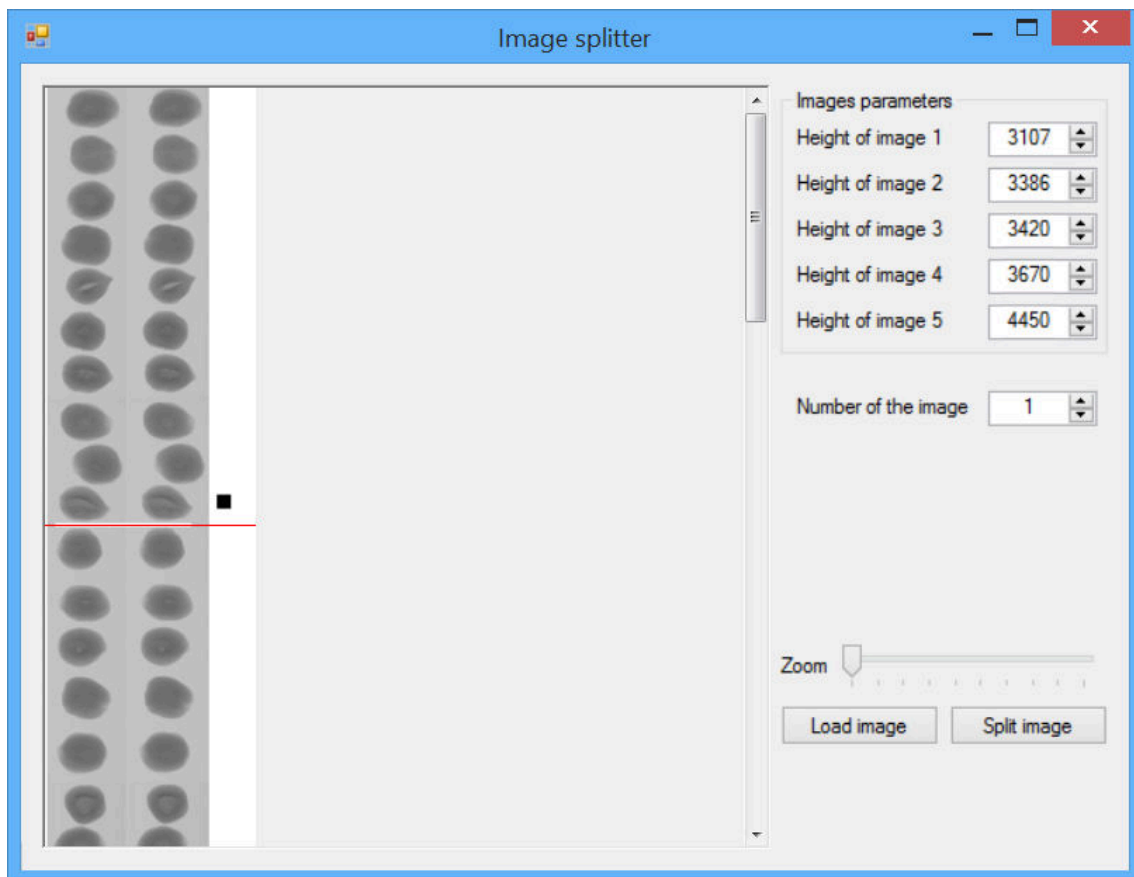 Image splitter
Images parameters
Height of image 1 3107
Height of image 2 3386
Height of image 3 3420
Height of image 4 3670
Height of image 5 4450
Number of the image 1
Zoom
Load image Split image